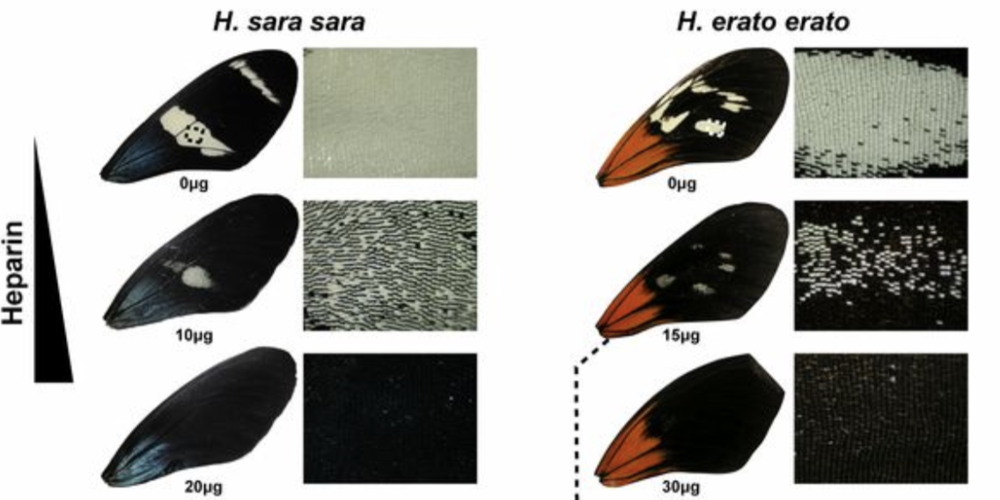 H. sara sara
H. erato erato
Heparin
0µg
0µg
10µg
15µg
20µg
30µg